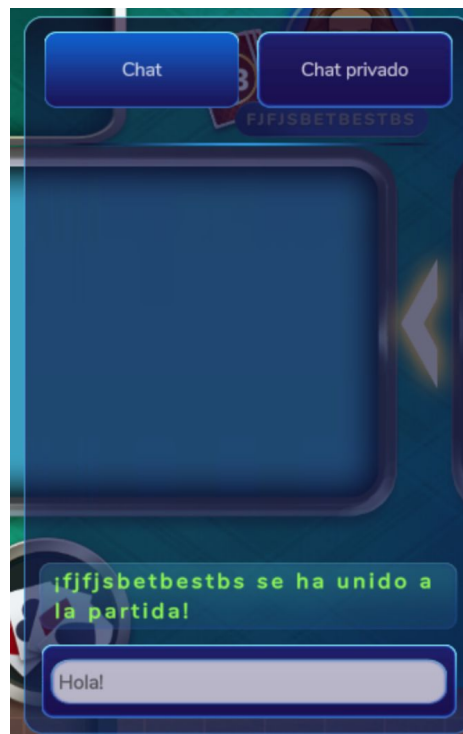 Chat
Chat privado
FJFJSBETBESTBS
¡fjfjsbetbestbs se ha unido a
la partida!
Hola!